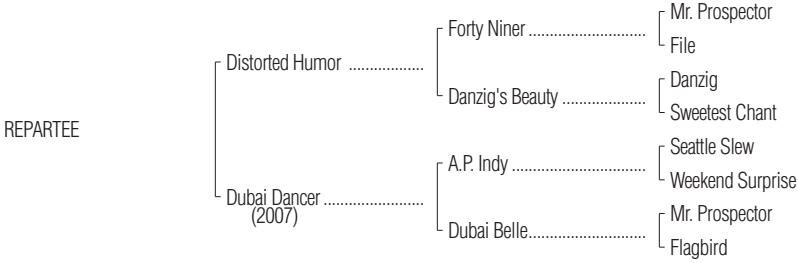 Mr. Prospector
Forty Niner ............................
File
Distorted Humor ..................
Danzig
Danzig's Beauty ....................
Sweetest Chant
REPARTEE
Seattle Slew
A.P. Indy ................................
Weekend Surprise
Dubai Dancer ........................
(2007)
Mr. Prospector
Dubai Belle............................
Flagbird